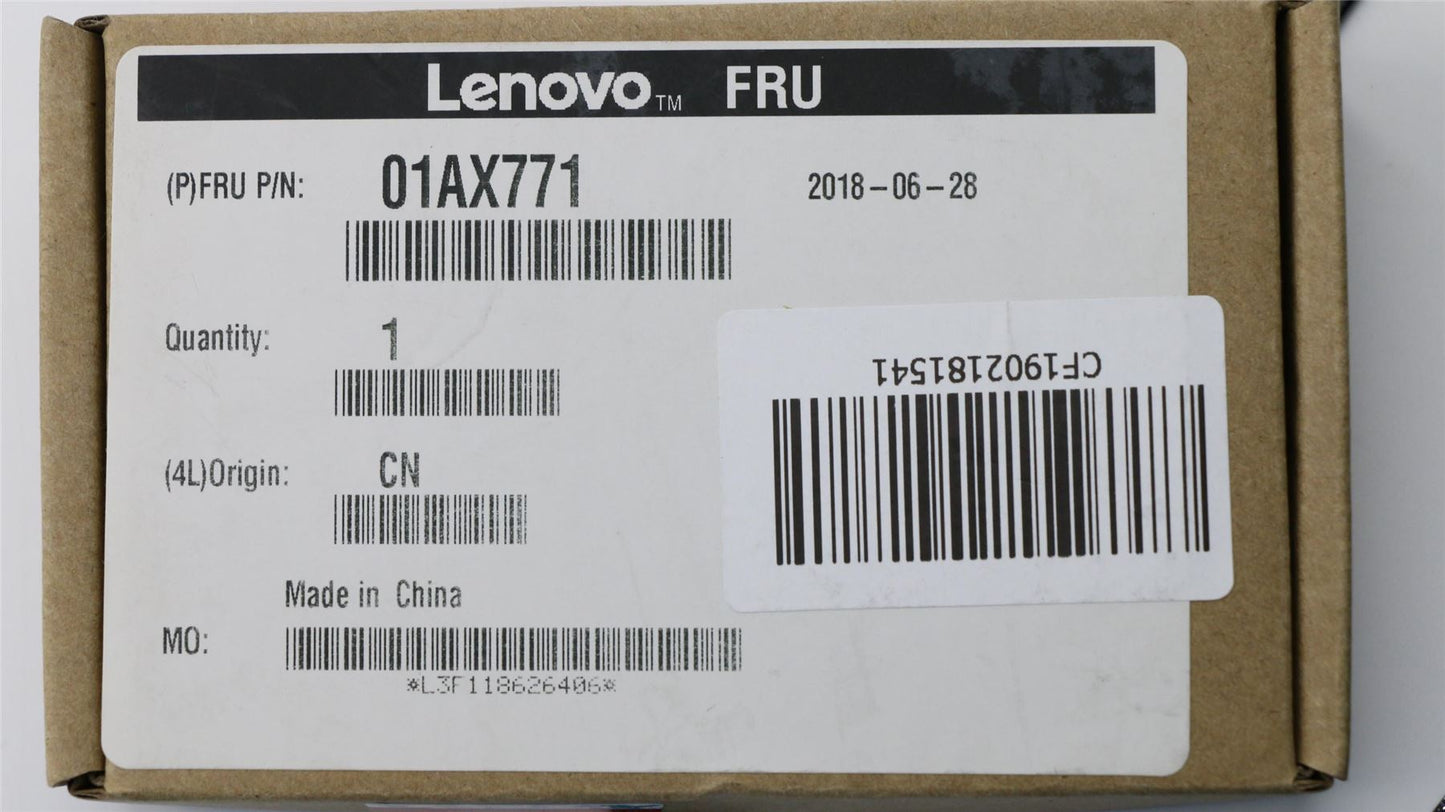 Lenovo™ FRU
(P)FRU P/N: 01AX771 2018-06-28
Quantity: 1
CF1902181541
(4L)Origin: CN
Made in China
MO:
*L3F118626406*